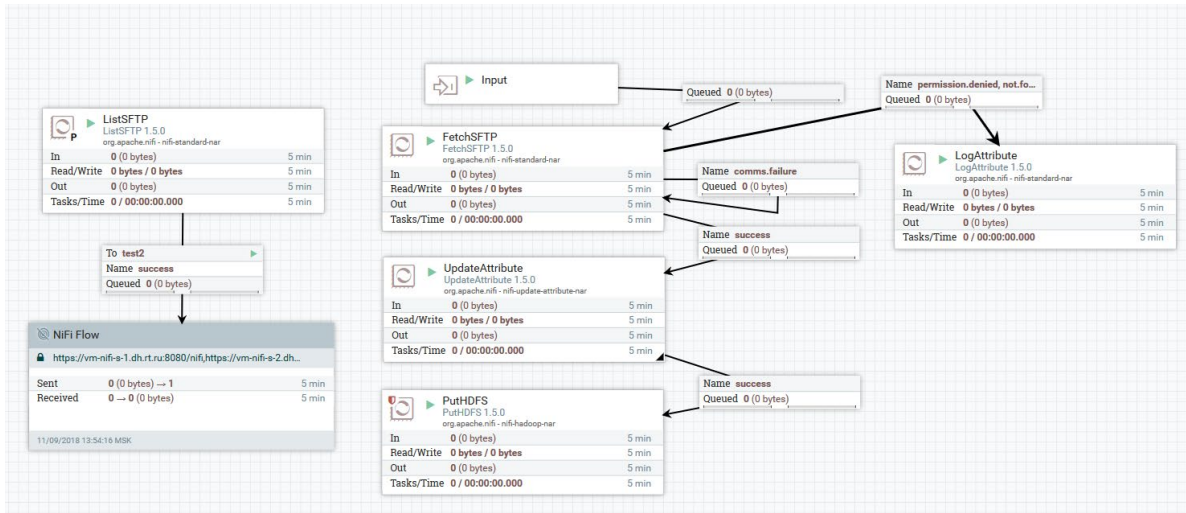 ListSFTP
ListSFTP 1.5.0
org.apache.nifi - nifi-standard-nar
P
In 0 (0 bytes) 5 min
Read/Write 0 bytes / 0 bytes 5 min
Out 0 (0 bytes) 5 min
Tasks/Time 0 / 00:00:00.000 5 min
To test2
Name success
Queued 0 (0 bytes)
NiFi Flow
https://vm-nifi-s-1.dh.rt.ru:8080/nifi,https://vm-nifi-s-2.dh...
Sent 0 (0 bytes) → 1 5 min
Received 0 → 0 (0 bytes) 5 min
11/09/2018 13:54:16 MSK
Input
Queued 0 (0 bytes)
FetchSFTP
FetchSFTP 1.5.0
org.apache.nifi - nifi-standard-nar
In 0 (0 bytes) 5 min
Read/Write 0 bytes / 0 bytes 5 min
Out 0 (0 bytes) 5 min
Tasks/Time 0 / 00:00:00.000 5 min
Name comms.failure
Queued 0 (0 bytes)
Name success
Queued 0 (0 bytes)
UpdateAttribute
UpdateAttribute 1.5.0
org.apache.nifi - nifi-update-attribute-nar
In 0 (0 bytes) 5 min
Read/Write 0 bytes / 0 bytes 5 min
Out 0 (0 bytes) 5 min
Tasks/Time 0 / 00:00:00.000 5 min
Name success
Queued 0 (0 bytes)
PutHDFS
PutHDFS 1.5.0
org.apache.nifi - nifi-hadoop-nar
In 0 (0 bytes) 5 min
Read/Write 0 bytes / 0 bytes 5 min
Out 0 (0 bytes) 5 min
Tasks/Time 0 / 00:00:00.000 5 min
Name permission.denied, not.fo...
Queued 0 (0 bytes)
LogAttribute
LogAttribute 1.5.0
org.apache.nifi - nifi-standard-nar
In 0 (0 bytes) 5 min
Read/Write 0 bytes / 0 bytes 5 min
Out 0 (0 bytes) 5 min
Tasks/Time 0 / 00:00:00.000 5 min